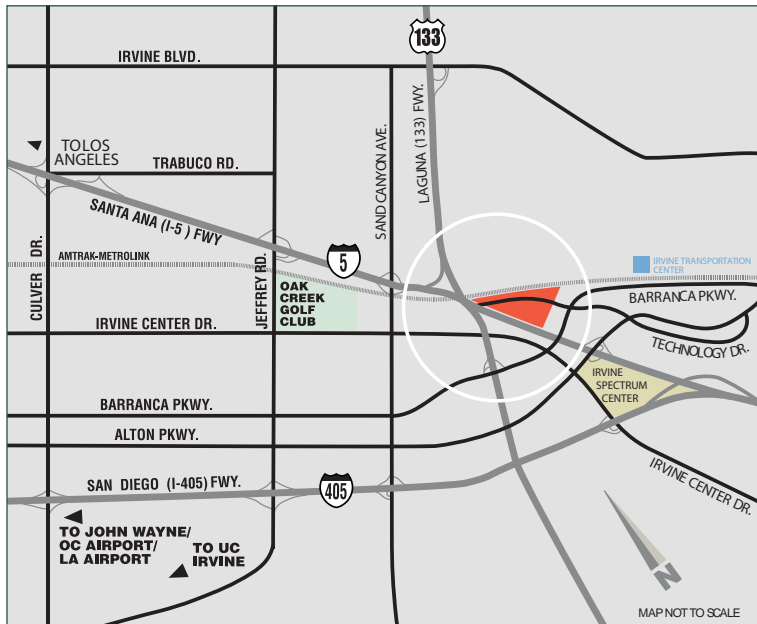 133
IRVINE BLVD.
LAGUNA (133) FWY.
SAND CANYON AVE.
TO LOS
ANGELES
TRABUCO RD.
SANTA ANA (I-5 ) FWY
CULVER DR.
AMTRAK-METROLINK
JEFFREY RD.
5
IRVINE TRANSPORTATION
CENTER
OAK
CREEK
GOLF
CLUB
BARRANCA PKWY.
IRVINE CENTER DR.
TECHNOLOGY DR.
IRVINE
SPECTRUM
CENTER
BARRANCA PKWY.
ALTON PKWY.
SAN DIEGO (I-405) FWY.
405
IRVINE CENTER DR.
TO JOHN WAYNE/
OC AIRPORT/
LA AIRPORT
TO UC
IRVINE
N
MAP NOT TO SCALE